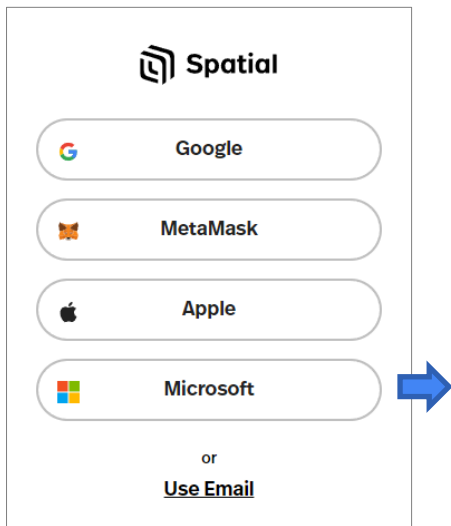 Spatial
Google
MetaMask
Apple
Microsoft
or
Use Email